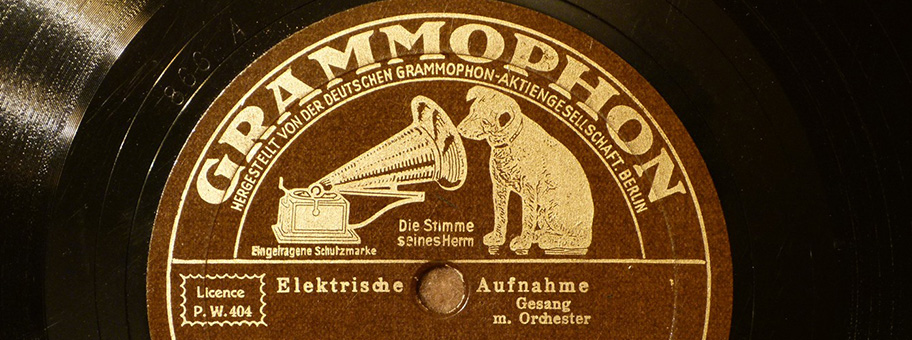 GRAMMOPHON
HERGESTELLT VON DER DEUTSCHEN GRAMMOPHON-AKTIENGESELLSCHAFT, BERLIN
Die Stimme
seines Herrn
Eingetragene Schutzmarke
Licence
P. W. 404
Elektrische Aufnahme
Gesang
m. Orchester